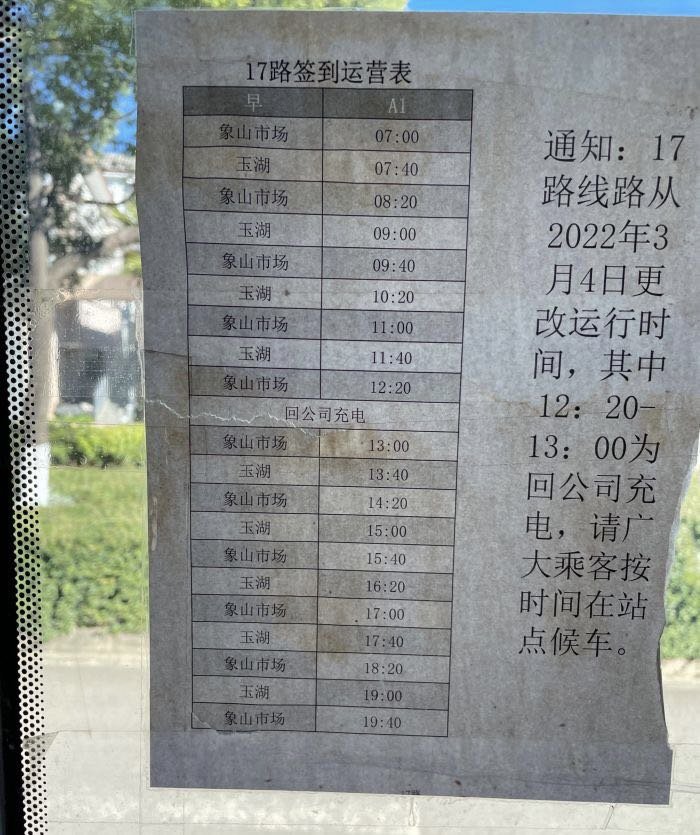 17路签到运营表
早 A1
象山市场 07:00
玉湖 07:40
象山市场 08:20
玉湖 09:00
象山市场 09:40
玉湖 10:20
象山市场 11:00
玉湖 11:40
象山市场 12:20
回公司充电
象山市场 13:00
玉湖 13:40
象山市场 14:20
玉湖 15:00
象山市场 15:40
玉湖 16:20
象山市场 17:00
玉湖 17:40
象山市场 18:20
玉湖 19:00
象山市场 19:40
通知：17
路线路从
2022年3
月4日更
改运行时
间，其中
12：20-
13：00为
回公司充
电，请广
大乘客按
时间在站
点候车。